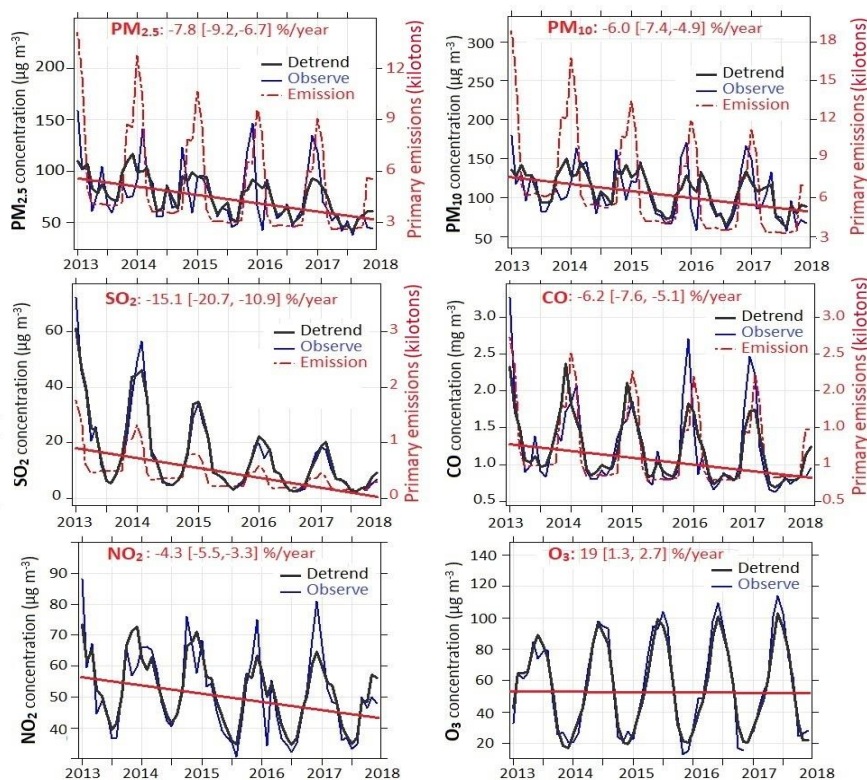 PM2.5: -7.8 [-9.2,-6.7] %/year
Detrend
Observe
Emission
PM2.5 concentration (µg m-3)
200
150
100
50
Primary emissions (kilotons)
12
9
6
3
2013 2014 2015 2016 2017 2018
PM10: -6.0 [-7.4,-4.9] %/year
Detrend
Observe
Emission
PM10 concentration (µg m-3)
300
250
200
150
100
50
Primary emissions (kilotons)
18
15
12
9
6
3
2013 2014 2015 2016 2017 2018
SO2: -15.1 [-20.7, -10.9] %/year
Detrend
Observe
Emission
SO2 concentration (µg m-3)
60
40
20
0
Primary emissions (kilotons)
3
2
1
0
2013 2014 2015 2016 2017 2018
CO: -6.2 [-7.6, -5.1] %/year
Detrend
Observe
Emission
CO concentration (mg m-3)
3.0
2.5
2.0
1.5
1.0
0.5
Primary emissions (kilotons)
3.0
2.5
2.0
1.0
1
0.5
2013 2014 2015 2016 2017 2018
NO2: -4.3 [-5.5,-3.3] %/year
Detrend
Observe
NO2 concentration (µg m-3)
90
80
70
60
50
40
2013 2014 2015 2016 2017 2018
O3: 19 [1.3, 2.7] %/year
Detrend
Observe
O3 concentration (µg m-3)
140
120
100
80
60
40
20
2013 2014 2015 2016 2017 2018